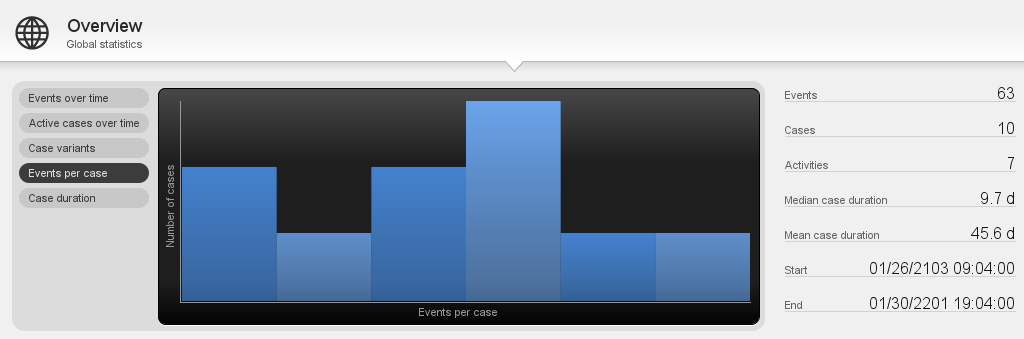 Overview
Global statistics
Events over time
Active cases over time
Case variants
Events per case
Case duration
Number of cases
Events per case
Events 63
Cases 10
Activities 7
Median case duration 9.7 d
Mean case duration 45.6 d
Start 01/26/2103 09:04:00
End 01/30/2201 19:04:00